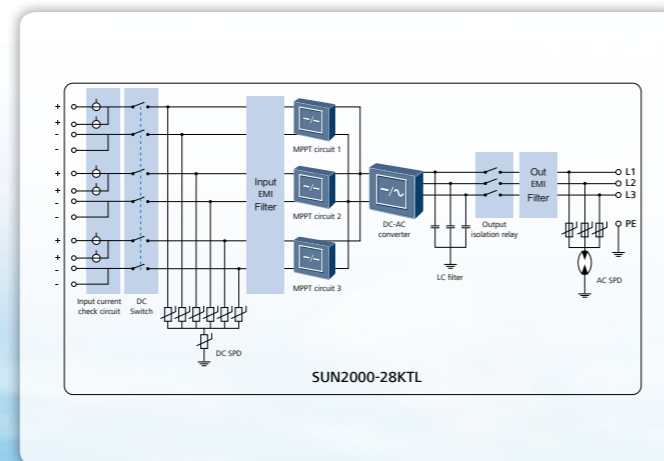 +
+
-
-
+
+
-
-
+
+
-
-
Input current
check circuit
DC
Switch
DC SPD
Input
EMI
Filter
MPPT circuit 1
MPPT circuit 2
MPPT circuit 3
DC-AC
converter
LC filter
Output
isolation relay
Out
EMI
Filter
L1
L2
L3
PE
AC SPD
SUN2000-28KTL